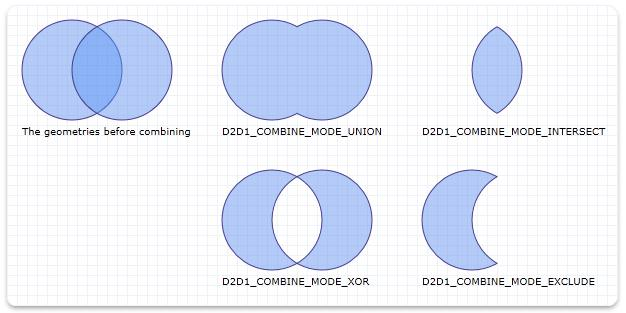 The geometries before combining
D2D1_COMBINE_MODE_UNION
D2D1_COMBINE_MODE_INTERSECT
D2D1_COMBINE_MODE_XOR
D2D1_COMBINE_MODE_EXCLUDE